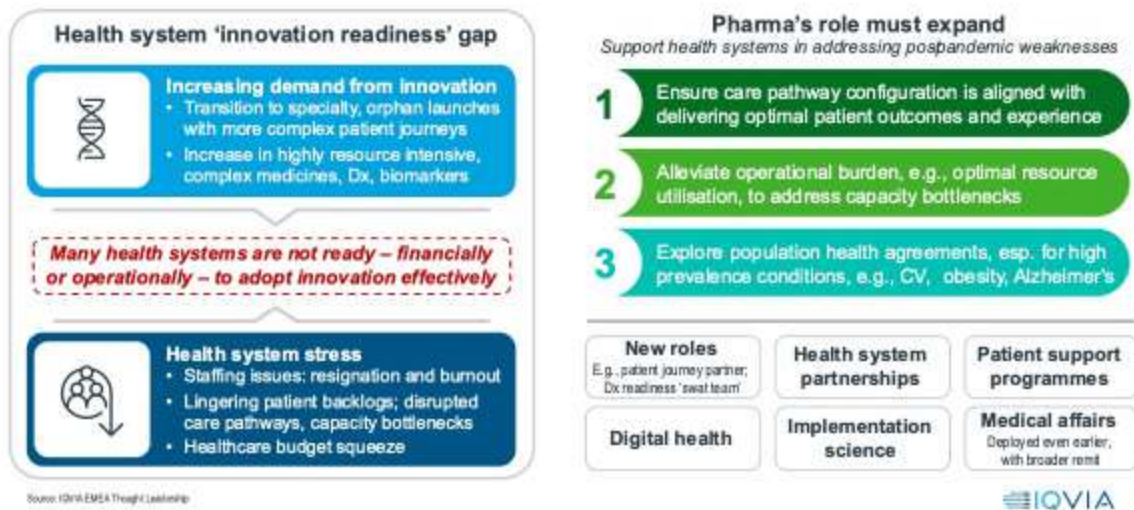 Health system ‘innovation readiness’ gap
Increasing demand from innovation
• Transition to specialty, orphan launches
with more complex patient journeys
• Increase in highly resource intensive,
complex medicines, Dx, biomarkers
Many health systems are not ready – financially
or operationally – to adopt innovation effectively
Health system stress
• Staffing issues: resignation and burnout
• Lingering patient backlogs; disrupted
care pathways, capacity bottlenecks
• Healthcare budget squeeze
Source: IQVIA EMEA Thought Leadership
Pharma’s role must expand
Support health systems in addressing postpandemic weaknesses
1 Ensure care pathway configuration is aligned with
delivering optimal patient outcomes and experience
2 Alleviate operational burden, e.g., optimal resource
utilisation, to address capacity bottlenecks
3 Explore population health agreements, esp. for high
prevalence conditions, e.g., CV, obesity, Alzheimer’s
New roles
E.g., patient journey partner;
Dx readiness ‘swat team’
Health system
partnerships
Patient support
programmes
Digital health
Implementation
science
Medical affairs
Deployed even earlier,
with broader remit
IQVIA